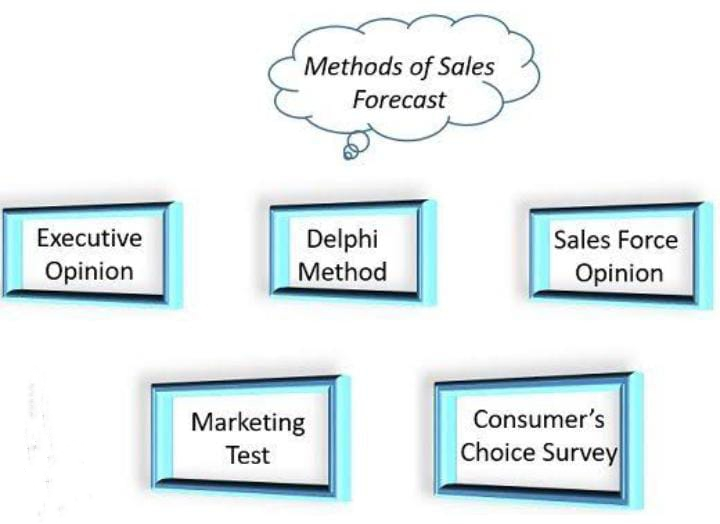 Methods of Sales
Forecast
Executive
Opinion
Delphi
Method
Sales Force
Opinion
Marketing
Test
Consumer's
Choice Survey